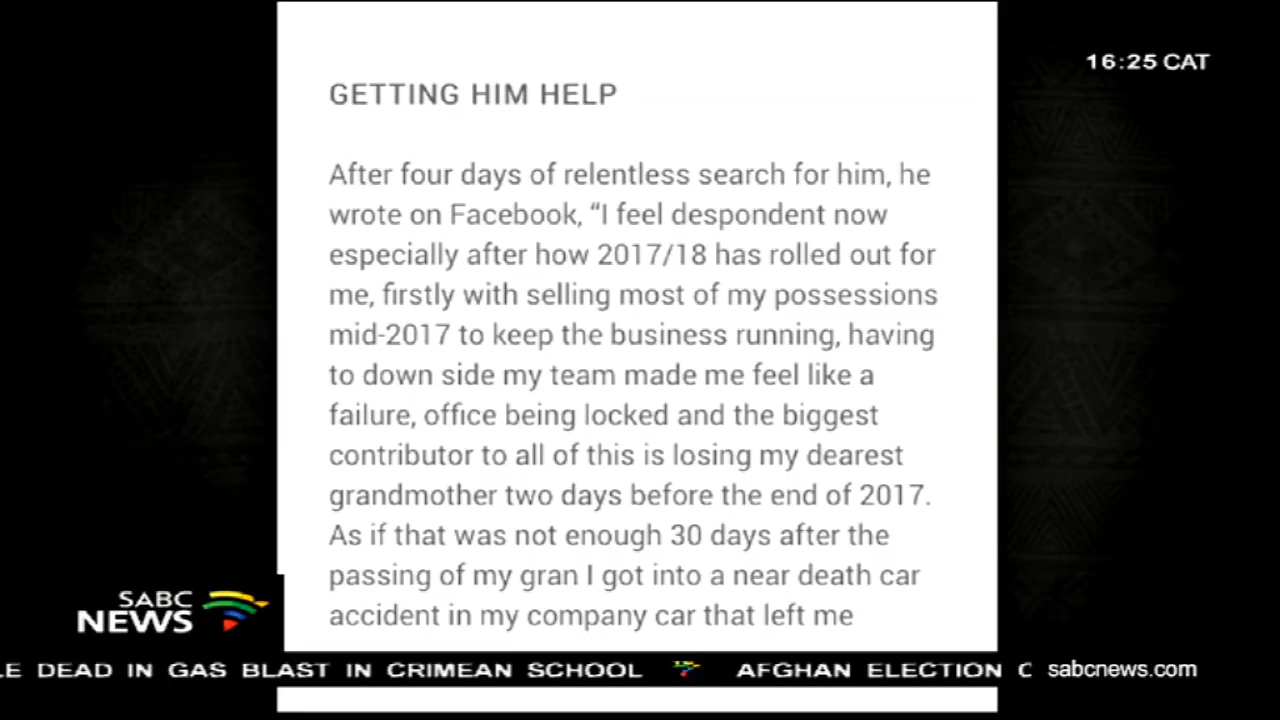 16:25 CAT
GETTING HIM HELP
After four days of relentless search for him, he
wrote on Facebook, “I feel despondent now
especially after how 2017/18 has rolled out for
me, firstly with selling most of my possessions
mid-2017 to keep the business running, having
to down side my team made me feel like a
failure, office being locked and the biggest
contributor to all of this is losing my dearest
grandmother two days before the end of 2017.
As if that was not enough 30 days after the
passing of my gran I got into a near death car
accident in my company car that left me
SABC
NEWS
LE DEAD IN GAS BLAST IN CRIMEAN SCHOOL AFGHAN ELECTION C sabcnews.com